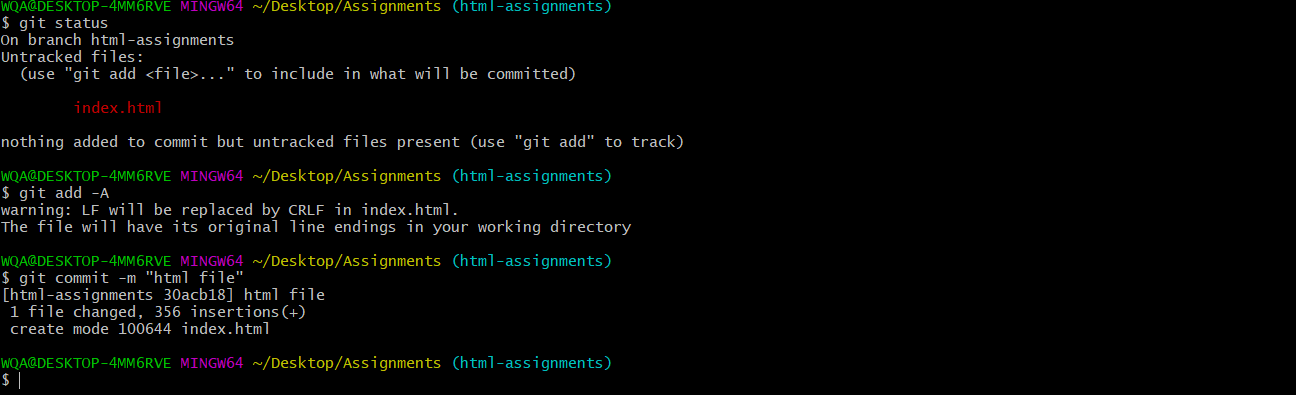 WQA@DESKTOP-4MM6RVE MINGW64 ~/Desktop/Assignments (html-assignments)
$ git status
On branch html-assignments
Untracked files:
  (use "git add <file>..." to include in what will be committed)

        index.html

nothing added to commit but untracked files present (use "git add" to track)

WQA@DESKTOP-4MM6RVE MINGW64 ~/Desktop/Assignments (html-assignments)
$ git add -A
warning: LF will be replaced by CRLF in index.html.
The file will have its original line endings in your working directory

WQA@DESKTOP-4MM6RVE MINGW64 ~/Desktop/Assignments (html-assignments)
$ git commit -m "html file"
[html-assignments 30acb18] html file
 1 file changed, 356 insertions(+)
 create mode 100644 index.html

WQA@DESKTOP-4MM6RVE MINGW64 ~/Desktop/Assignments (html-assignments)
$